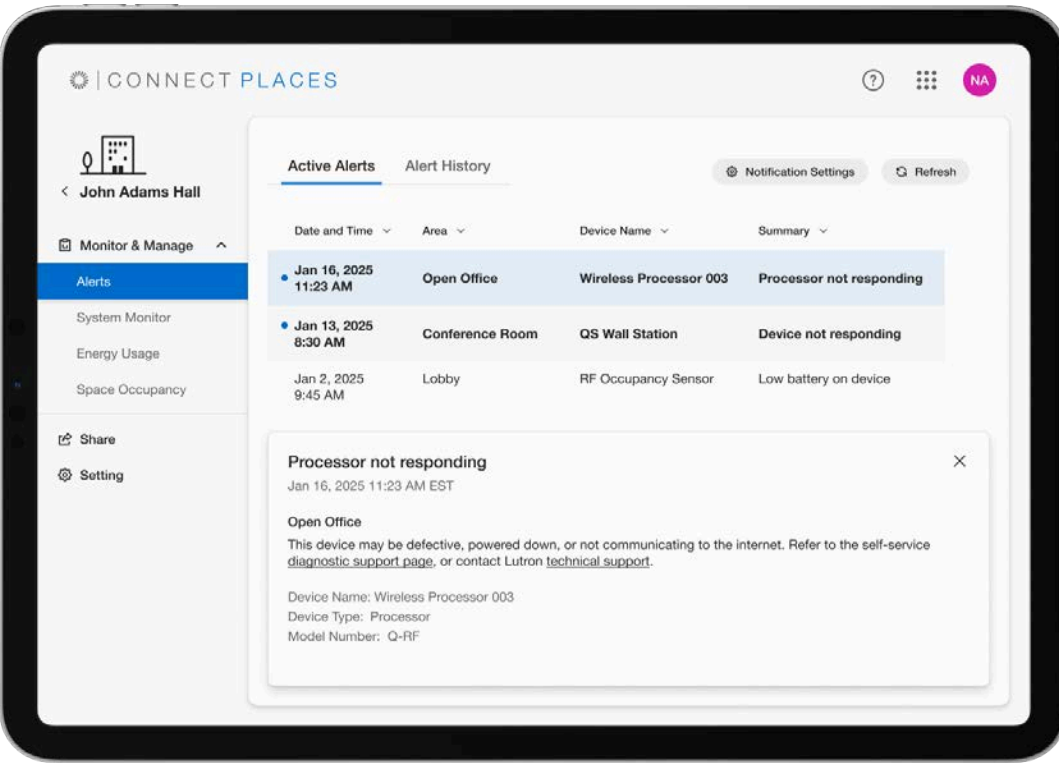 CONNECT PLACES
NA
John Adams Hall
Monitor & Manage
Alerts
System Monitor
Energy Usage
Space Occupancy
Share
Setting
Active Alerts
Alert History
Notification Settings
Refresh
Date and Time
Area
Device Name
Summary
Jan 16, 2025
11:23 AM
Open Office
Wireless Processor 003
Processor not responding
Jan 13, 2025
8:30 AM
Conference Room
QS Wall Station
Device not responding
Jan 2, 2025
9:45 AM
Lobby
RF Occupancy Sensor
Low battery on device
Processor not responding
Jan 16, 2025 11:23 AM EST
Open Office
This device may be defective, powered down, or not communicating to the internet. Refer to the self-service
diagnostic support page, or contact Lutron technical support.
Device Name: Wireless Processor 003
Device Type: Processor
Model Number: Q-RF